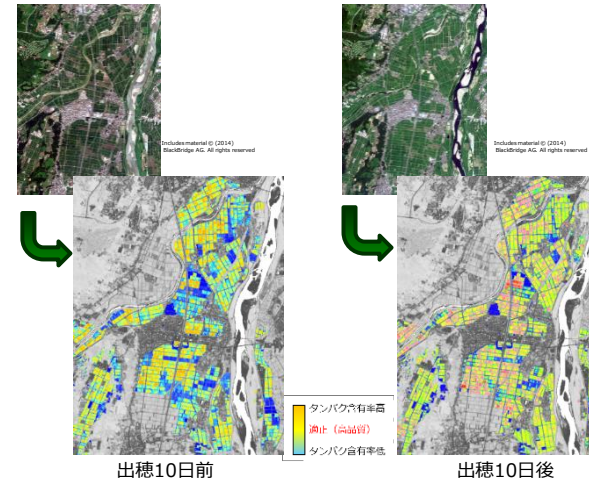 Includes material © (2014)
BlackBridge AG. All rights reserved
Includes material © (2014)
BlackBridge AG. All rights reserved
タンパク含有率高
適正（高品質）
タンパク含有率低
出穂10日前
出穂10日後